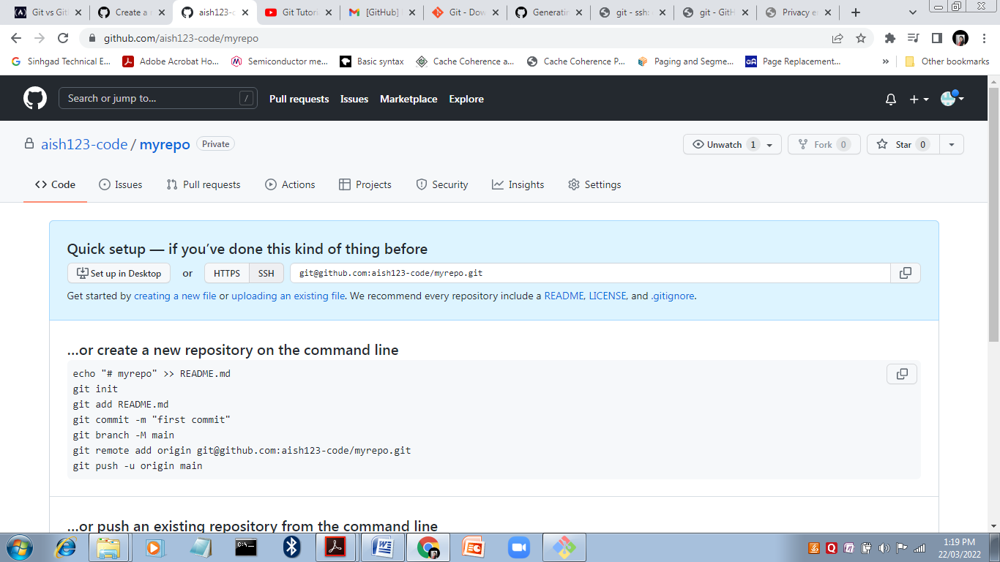 Git vs Gi
Create a
aish123-c
Git Tutori
[GitHub]
Git - Dow
Generatin
git - ssh:
git - GitH
Privacy e
github.com/aish123-code/myrepo
Sinhgad Technical E...
Adobe Acrobat Ho...
Semiconductor me...
Basic syntax
Cache Coherence a...
Cache Coherence P...
Paging and Segme...
GA
Page Replacement...
»
Other bookmarks
Search or jump to... /
Pull requests
Issues
Marketplace
Explore
aish123-code / myrepo Private
Unwatch 1
Fork 0
Star 0
Code
Issues
Pull requests
Actions
Projects
Security
Insights
Settings
Quick setup — if you’ve done this kind of thing before
Set up in Desktop or HTTPS SSH git@github.com:aish123-code/myrepo.git
Get started by creating a new file or uploading an existing file. We recommend every repository include a README, LICENSE, and .gitignore.
…or create a new repository on the command line
echo "# myrepo" >> README.md
git init
git add README.md
git commit -m "first commit"
git branch -M main
git remote add origin git@github.com:aish123-code/myrepo.git
git push -u origin main
…or push an existing repository from the command line
C:\
1:19 PM
22/03/2022